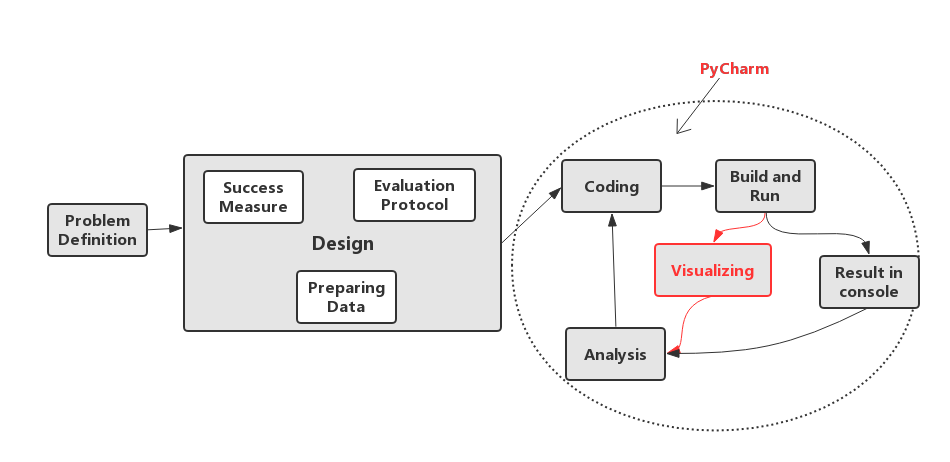 PyCharm
Problem
Definition
Success
Measure
Evaluation
Protocol
Design
Preparing
Data
Coding
Build and
Run
Visualizing
Result in
console
Analysis